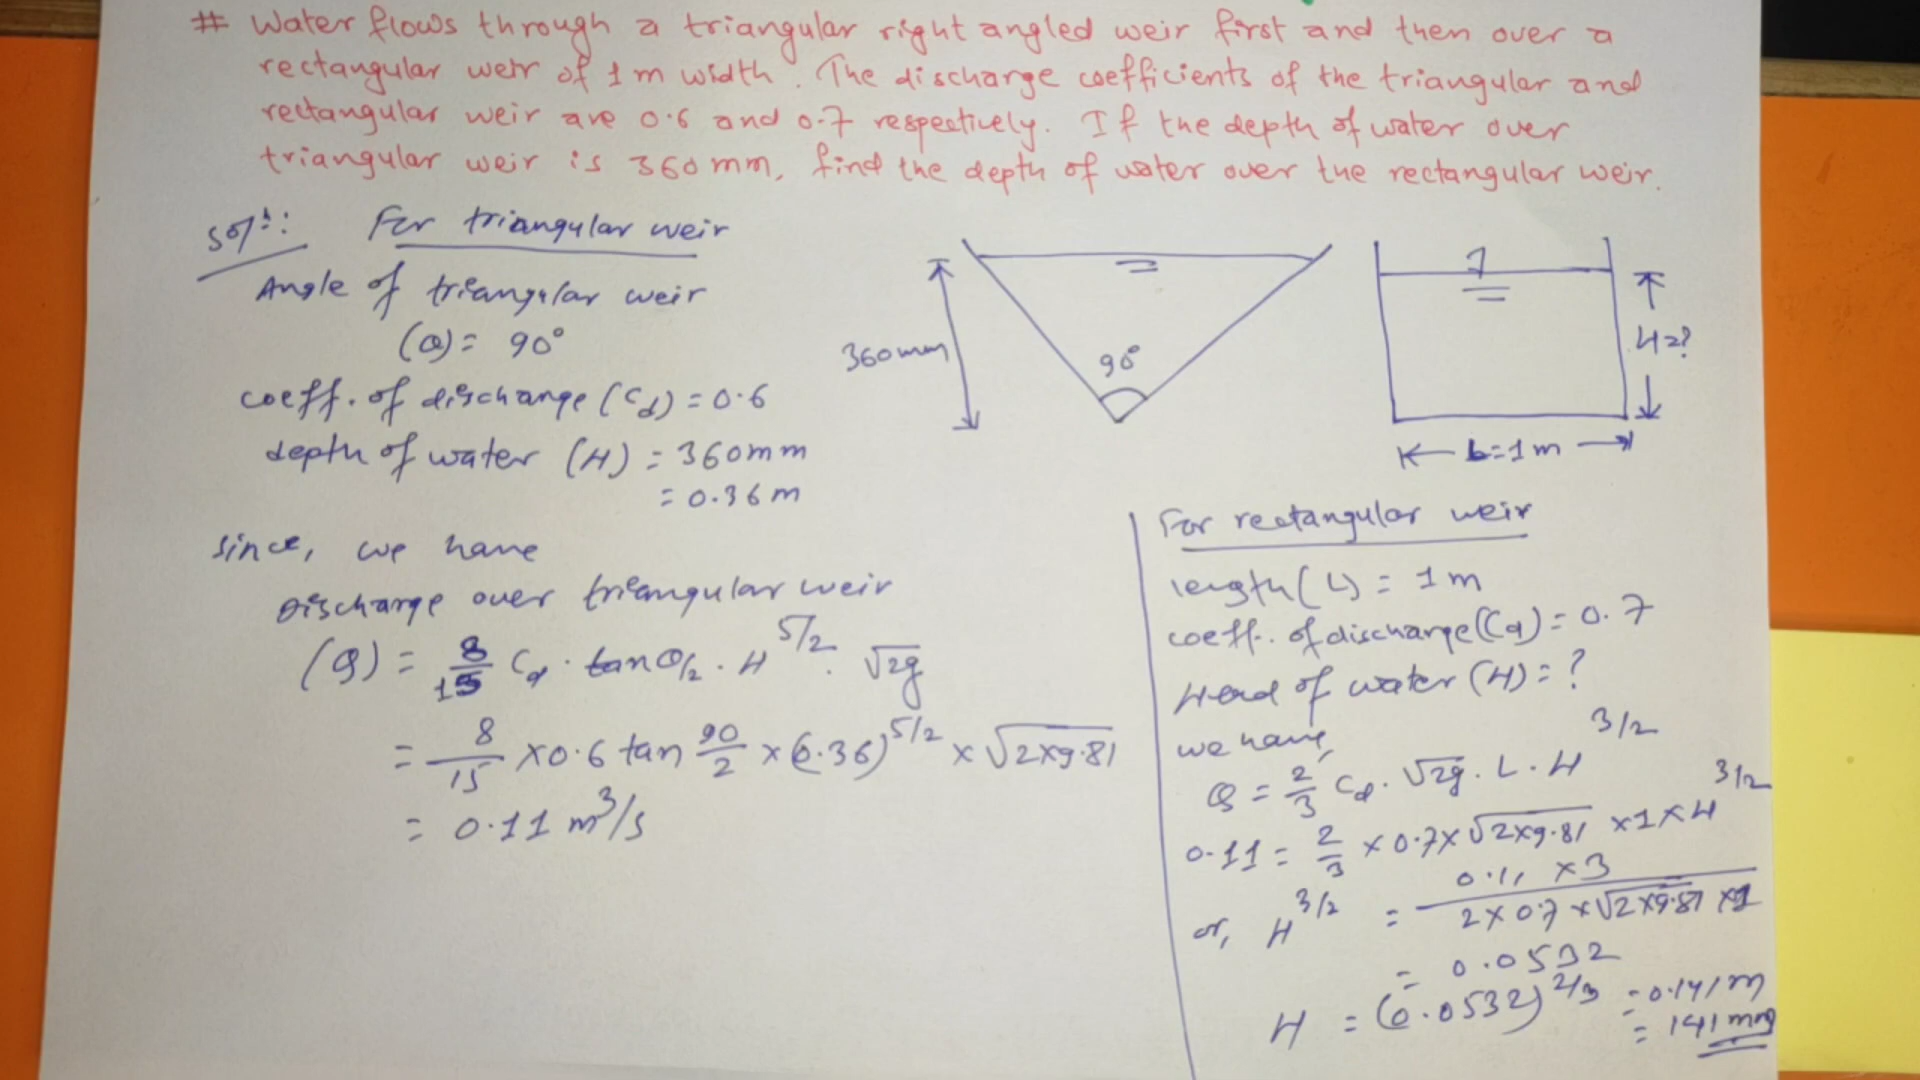 # Water flows through a triangular right angled weir first and then over a
rectangular weir of 1 m width. The discharge coefficients of the triangular and
rectangular weir are 0.6 and 0.7 respectively. If the depth of water over
triangular weir is 360 mm, find the depth of water over the rectangular weir.
Solⁿ:
For triangular weir
Angle of triangular weir
(θ) = 90°
coeff. of discharge (Cd) = 0.6
depth of water (H) = 360mm
= 0.36 m
since, we have
Discharge over triangular weir
(Q) = 8/15 Cd . tan θ/2 . H^5/2 . √2g
= 8/15 × 0.6 tan 90/2 × (0.36)^5/2 × √2×9.81
= 0.11 m³/s
360mm
90°
H=?
b=1m
For rectangular weir
length (L) = 1m
coeff. of discharge (Cd) = 0.7
Head of water (H) = ?
we have,
Q = 2/3 Cd . √2g . L . H^3/2
0.11 = 2/3 × 0.7 × √2×9.81 × 1 × H^3/2
or, H^3/2 = 0.11 × 3 / 2 × 0.7 × √2×9.81 × 1
= 0.0532
H = (0.0532)^2/3 = 0.141m
= 141 mm